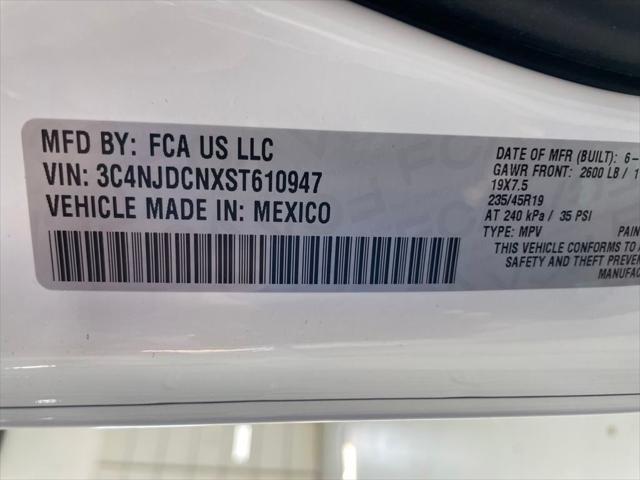 MFD BY: FCA US LLC
VIN: 3C4NJDCNXST610947
VEHICLE MADE IN: MEXICO
DATE OF MFR (BUILT): 6-
GAWR FRONT: 2600 LB / 1
19X7.5
235/45R19
AT 240 kPa / 35 PSI
TYPE: MPV PAIN
THIS VEHICLE CONFORMS TO A
SAFETY AND THEFT PREVEN
MANUFAC